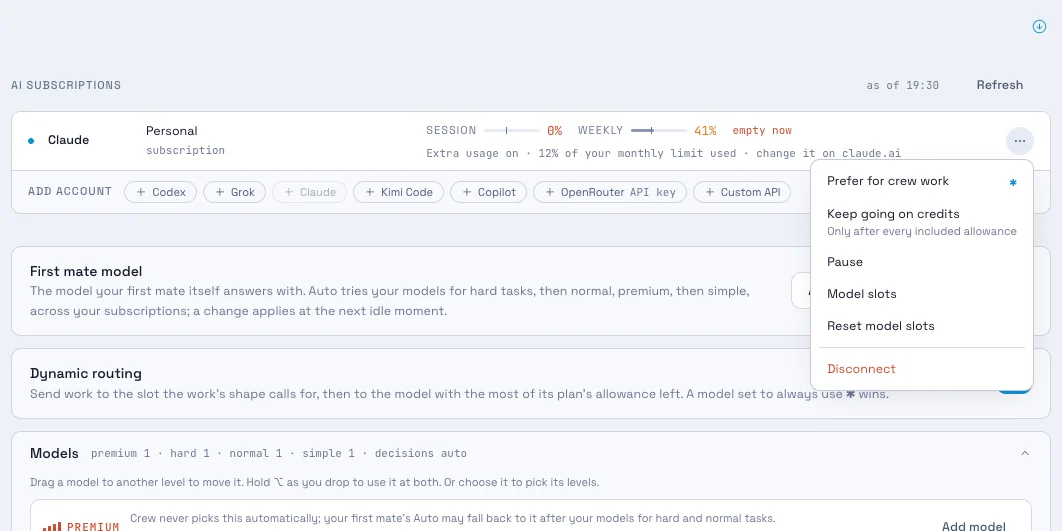 AI SUBSCRIPTIONS
as of 19:30 Refresh
Claude Personal SESSION 0% WEEKLY 41% empty now
subscription Extra usage on · 12% of your monthly limit used · change it on claude.ai
ADD ACCOUNT + Codex + Grok + Claude + Kimi Code + Copilot + OpenRouter API key + Custom API
Prefer for crew work ✱
Keep going on credits
Only after every included allowance
Pause
Model slots
Reset model slots
Disconnect
First mate model
The model your first mate itself answers with. Auto tries your models for hard tasks, then normal, premium, then simple,
across your subscriptions; a change applies at the next idle moment.
Dynamic routing
Send work to the slot the work's shape calls for, then to the model with the most of its plan's allowance left. A model set to always use ✱ wins.
Models premium 1 · hard 1 · normal 1 · simple 1 · decisions auto
Drag a model to another level to move it. Hold ⌥ as you drop to use it at both. Or choose it to pick its levels.
PREMIUM Crew never picks this automatically; your first mate's Auto may fall back to it after your models for hard and normal tasks.
Add model